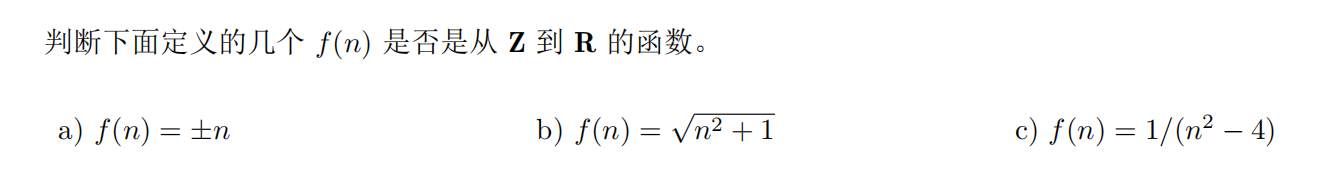 判断下面定义的几个 f(n) 是否是从 Z 到 R 的函数。
a) f(n) = ±n b) f(n) = √(n² + 1) c) f(n) = 1/(n² − 4)